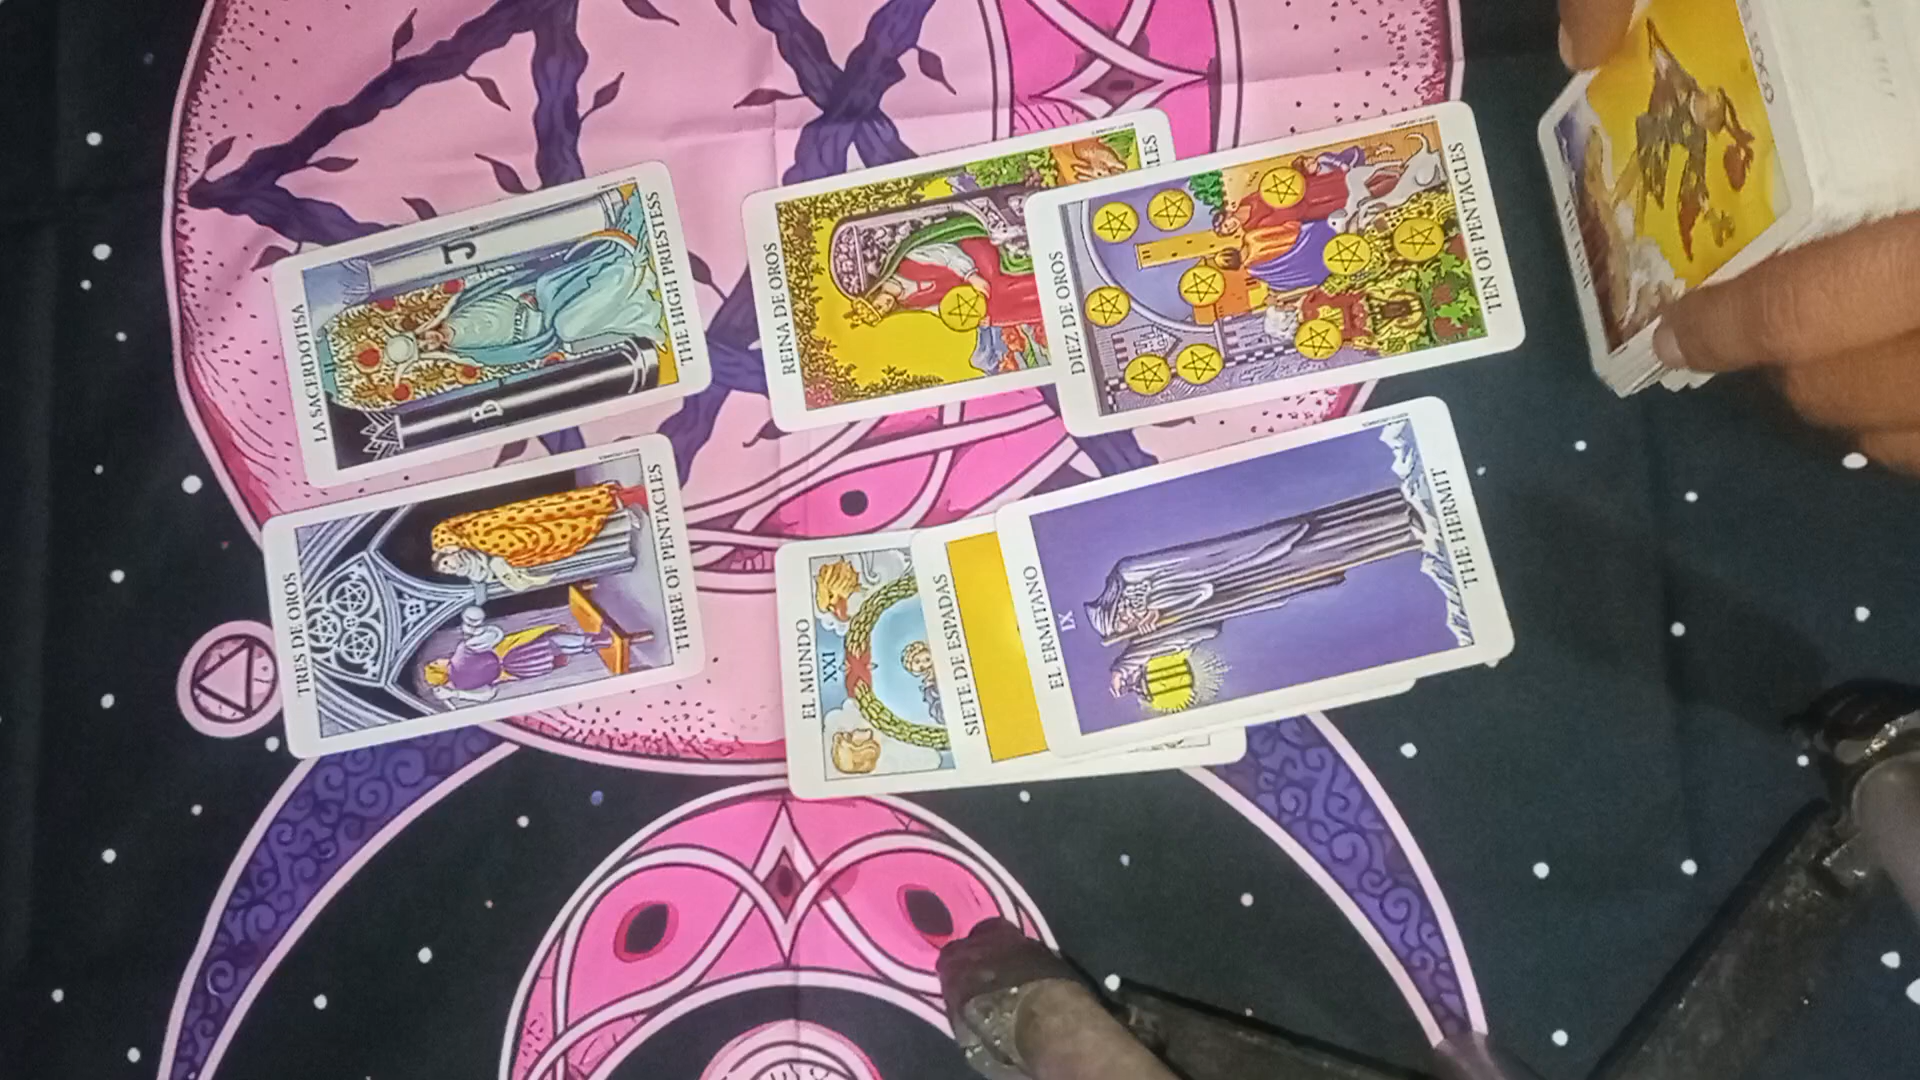 LA SACERDOTISA
J
B
THE HIGH PRIESTESS
REINA DE OROS
LES
DIEZ DE OROS
TEN OF PENTACLES
TRES DE OROS
THREE OF PENTACLES
EL MUNDO
XXI
SIETE DE ESPADAS
EL ERMITAÑO
IX
THE HERMIT